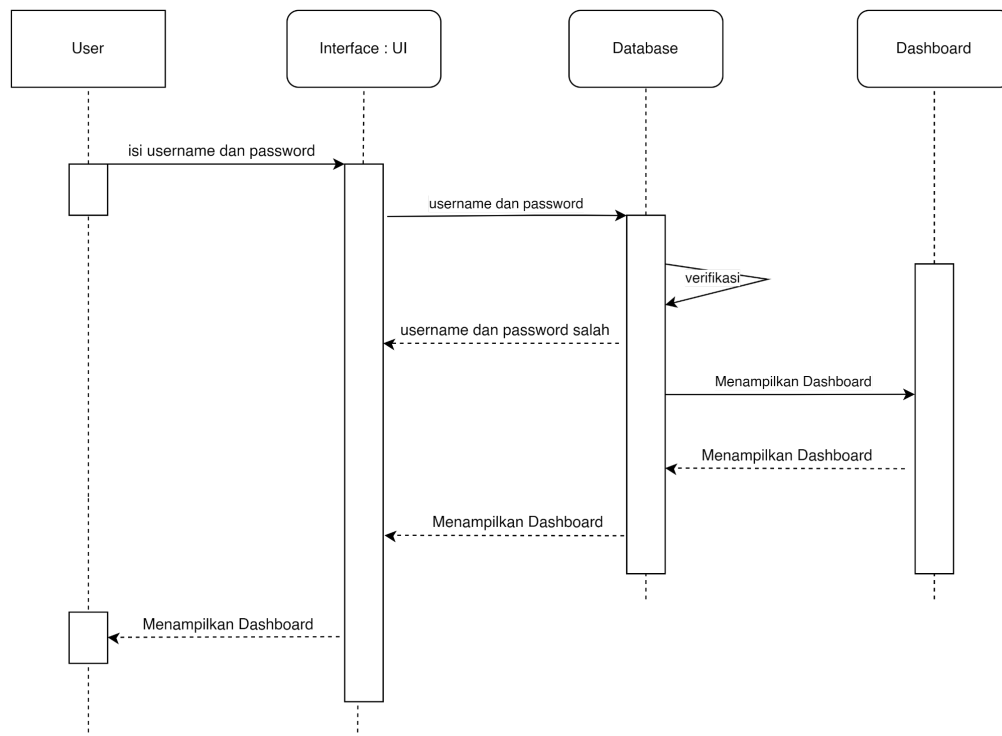 User
Interface : UI
Database
Dashboard
isi username dan password
username dan password
verifikasi
username dan password salah
Menampilkan Dashboard
Menampilkan Dashboard
Menampilkan Dashboard
Menampilkan Dashboard